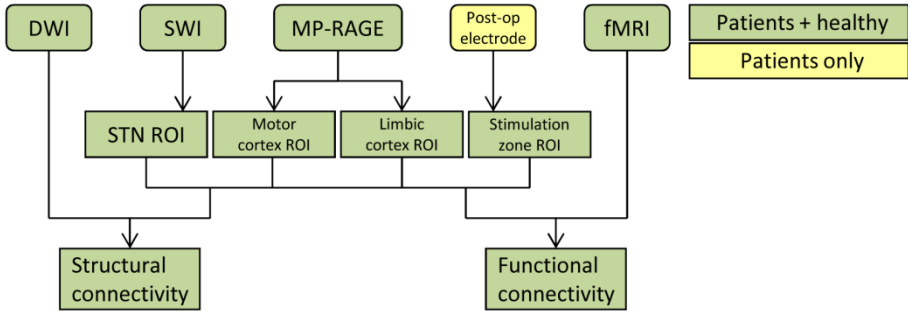 DWI
SWI
MP-RAGE
Post-op
electrode
fMRI
Patients + healthy
Patients only
STN ROI
Motor
cortex ROI
Limbic
cortex ROI
Stimulation
zone ROI
Structural
connectivity
Functional
connectivity